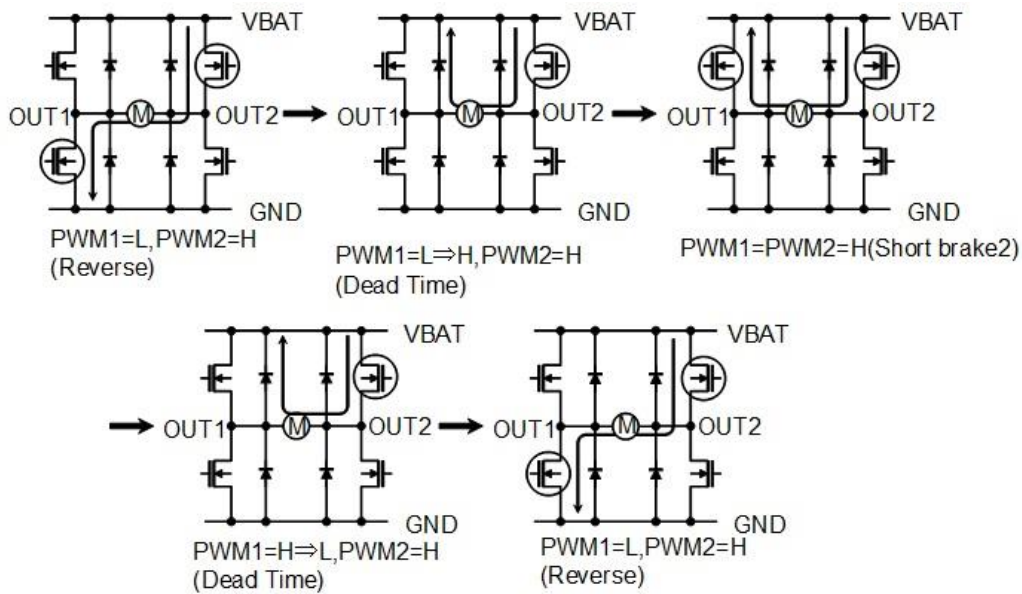 VBAT
OUT1
M
OUT2
GND
PWM1=L,PWM2=H
(Reverse)
VBAT
OUT1
M
OUT2
GND
PWM1=L⇒H,PWM2=H
(Dead Time)
VBAT
OUT1
M
OUT2
GND
PWM1=PWM2=H(Short brake2)
VBAT
OUT1
M
OUT2
GND
PWM1=H⇒L,PWM2=H
(Dead Time)
VBAT
OUT1
M
OUT2
GND
PWM1=L,PWM2=H
(Reverse)